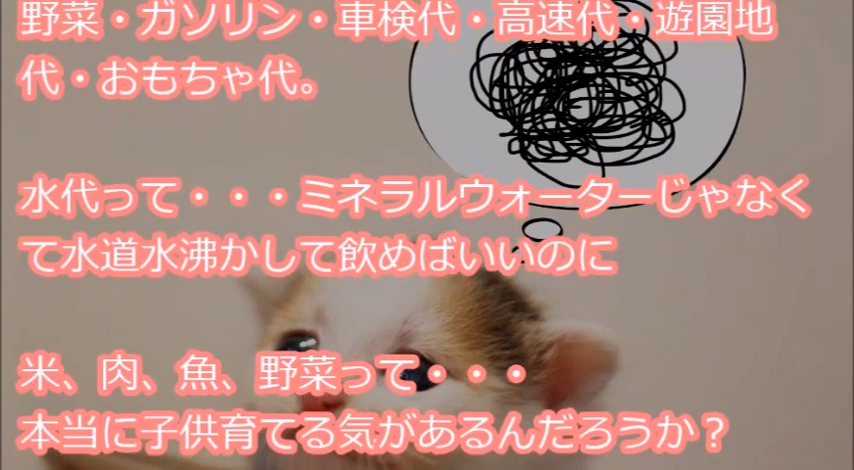 野菜・ガソリン・車検代・高速代・遊園地
代・おもちゃ代。
水代って・・・ミネラルウォーターじゃなく
て水道水沸かして飲めばいいのに
米、肉、魚、野菜って・・・
本当に子供育てる気があるんだろうか？